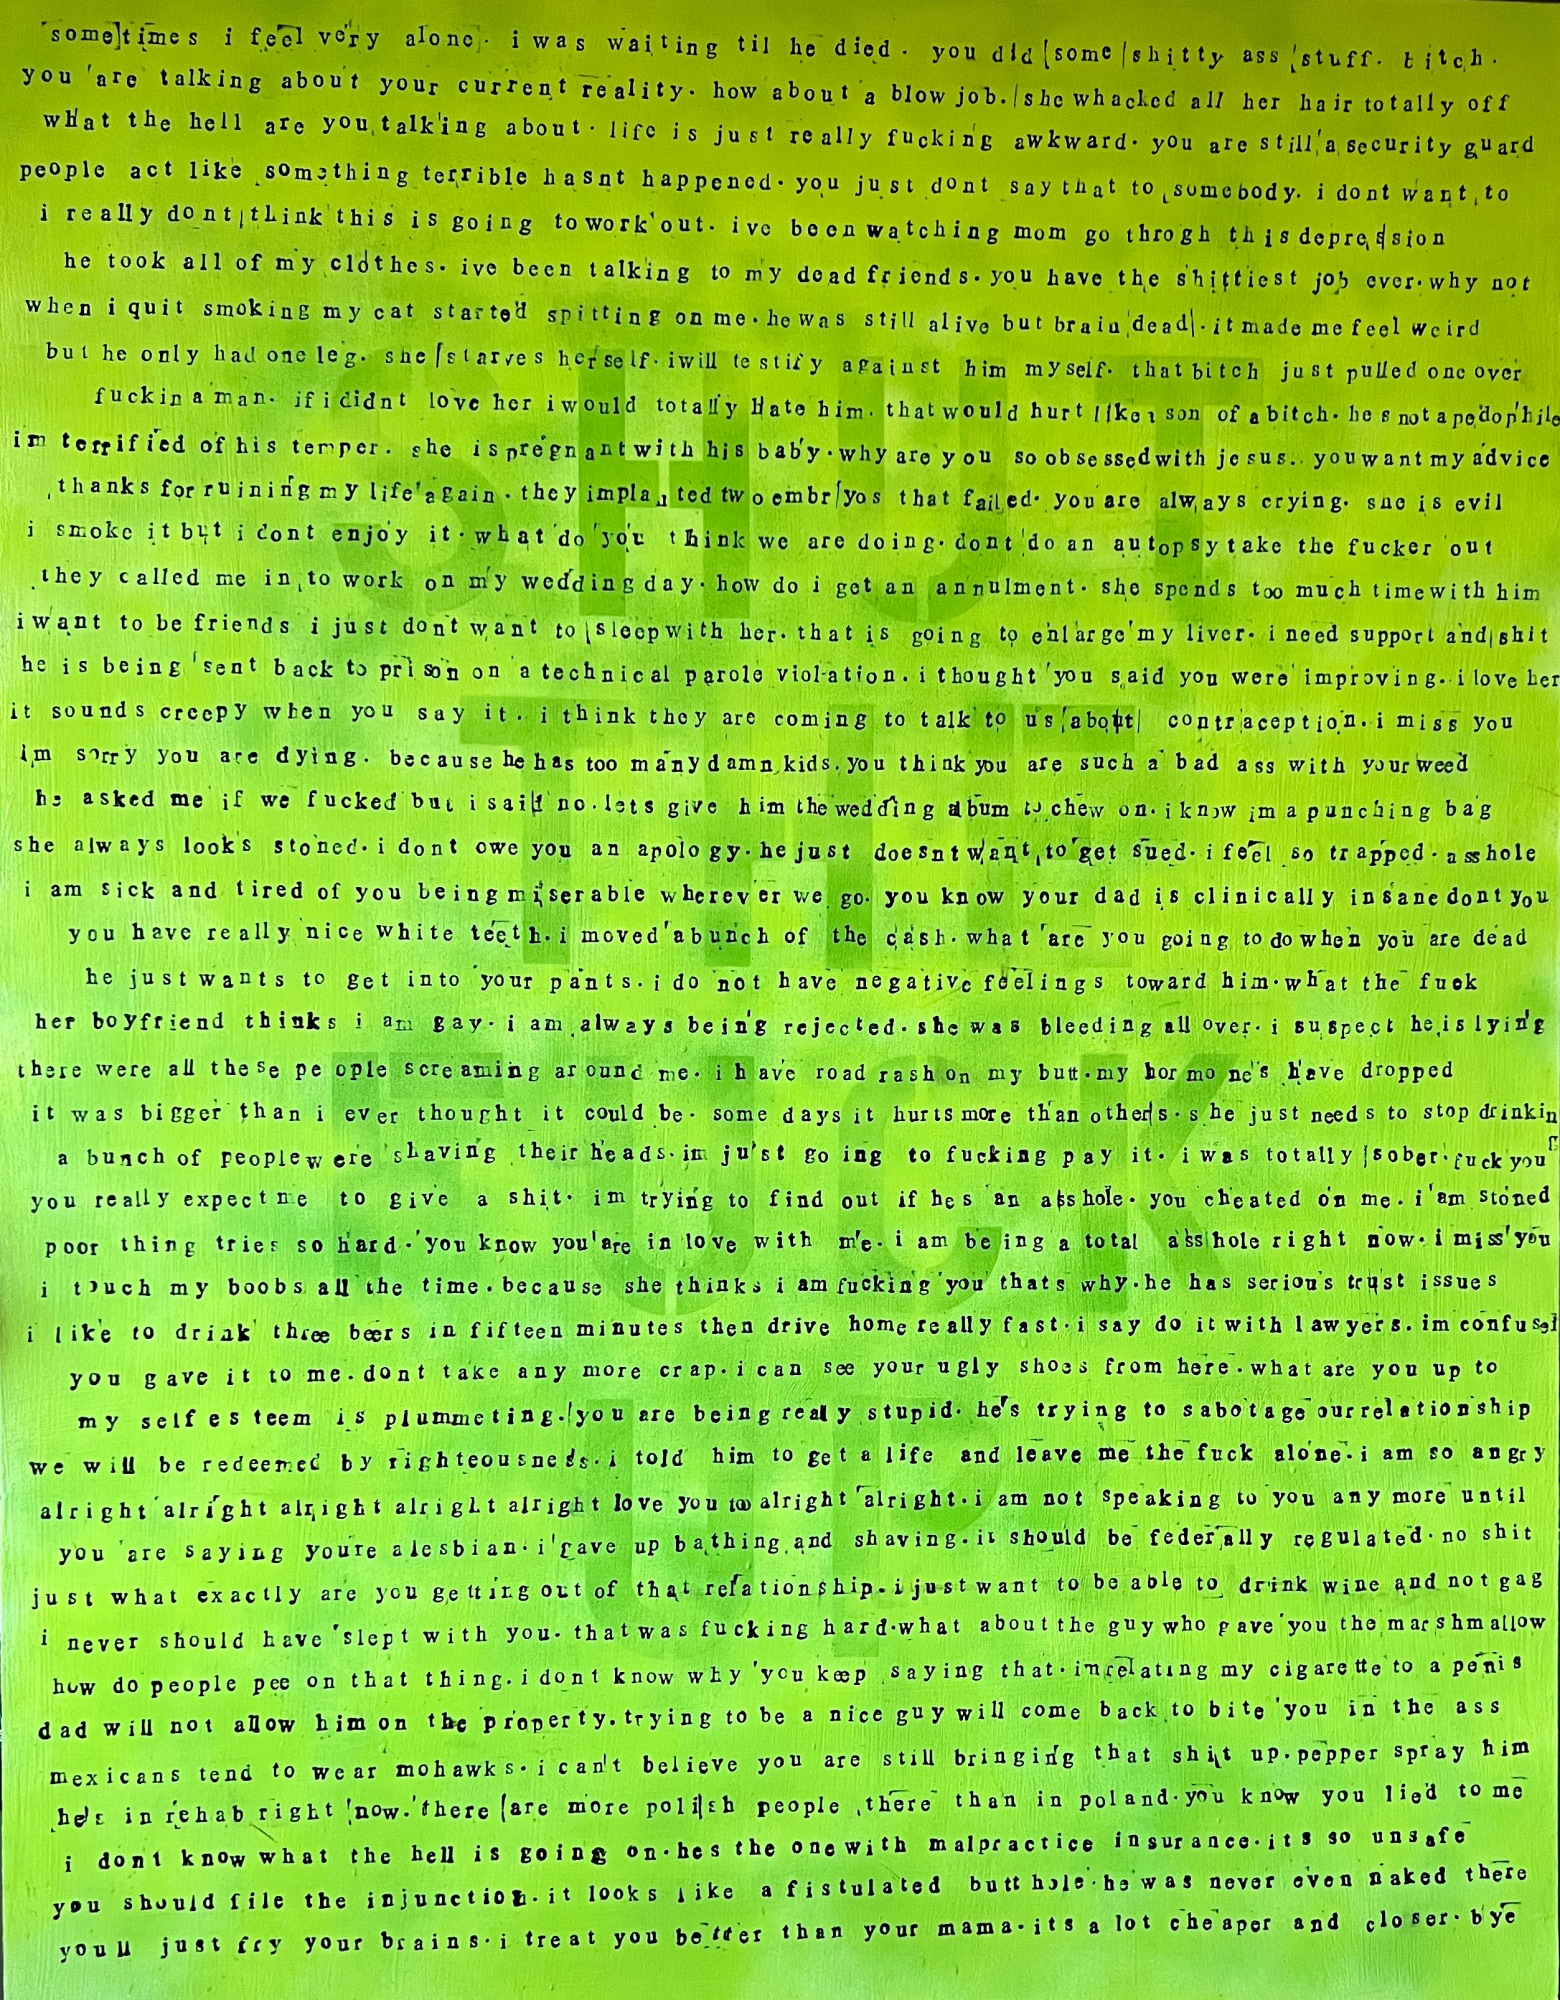 sometimes i feel very alone. i was waiting til he died. you did some shitty ass stuff. bitch.
you are talking about your current reality. how about a blow job. she whacked all her hair totally off
what the hell are you talking about. life is just really fucking awkward. you are still a security guard
people act like something terrible hasnt happened. you just dont say that to somebody. i dont want to
i really dont think this is going to work out. ive been watching mom go throgh this depression
he took all of my clothes. ive been talking to my dead friends. you have the shittiest job ever. why not
when i quit smoking my cat started spitting on me. he was still alive but brain dead. it made me feel weird
but he only had one leg. she starves herself. i will testify against him myself. that bitch just pulled one over
fuckin a man. if i didnt love her i would totally hate him. that would hurt like a son of a bitch. hes not a pedophile
im terrified of his temper. she is pregnant with his baby. why are you so obsessed with jesus.. you want my advice
thanks for ruining my life again. they implanted two embryos that failed. you are always crying. she is evil
i smoke it but i dont enjoy it. what do you think we are doing. dont do an autopsy take the fucker out
they called me in to work on my wedding day. how do i get an annulment. she spends too much time with him
i want to be friends i just dont want to sleep with her. that is going to enlarge my liver. i need support and shit
he is being sent back to prison on a technical parole violation. i thought you said you were improving. i love her
it sounds creepy when you say it. i think they are coming to talk to us about contraception. i miss you
im sorry you are dying. because he has too many damn kids. you think you are such a bad ass with your weed
he asked me if we fucked but i said no. lets give him the wedding album to chew on. i know im a punching bag
she always looks stoned. i dont owe you an apology. he just doesnt want to get sued. i feel so trapped. asshole
i am sick and tired of you being miserable wherever we go. you know your dad is clinically insane dont you
you have really nice white teeth. i moved a bunch of the cash. what are you going to do when you are dead
he just wants to get into your pants. i do not have negative feelings toward him. what the fuck
her boyfriend thinks i am gay. i am always being rejected. she was bleeding all over. i suspect he is lying
there were all these people screaming around me. i have road rash on my butt. my hormones have dropped
it was bigger than i ever thought it could be. some days it hurts more than others. she just needs to stop drinking
a bunch of people were shaving their heads. im just going to fucking pay it. i was totally sober. fuck you
you really expect me to give a shit. im trying to find out if hes an asshole. you cheated on me. i am stoned
poor thing tries so hard. you know you are in love with me. i am being a total asshole right now. i miss you
i touch my boobs all the time. because she thinks i am fucking you thats why. he has serious trust issues
i like to drink three beers in fifteen minutes then drive home really fast. i say do it with lawyers. im confused
you gave it to me. dont take any more crap. i can see your ugly shoes from here. what are you up to
my self esteem is plummeting. you are being realy stupid. he's trying to sabotage our relationship
we will be redeemed by righteousness. i told him to get a life and leave me the fuck alone. i am so angry
alright alright alright alright alright love you too alright alright. i am not speaking to you any more until
you are saying youre a lesbian. i gave up bathing and shaving. it should be federally regulated. no shit
just what exactly are you getting out of that relationship. i just want to be able to drink wine and not gag
i never should have slept with you. that was fucking hard. what about the guy who gave you the marshmallow
how do people pee on that thing. i dont know why you keep saying that. im relating my cigarette to a penis
dad will not allow him on the property. trying to be a nice guy will come back to bite you in the ass
mexicans tend to wear mohawks. i can't believe you are still bringing that shit up. pepper spray him
he's in rehab right now. there are more polish people there than in poland. you know you lied to me
i dont know what the hell is going on. hes the one with malpractice insurance. its so unsafe
you should file the injunction. it looks like a fistulated butt hole. he was never even naked there
youll just fry your brains. i treat you better than your mama. its a lot cheaper and closer. bye
SHUT
THE
FUCK
UP